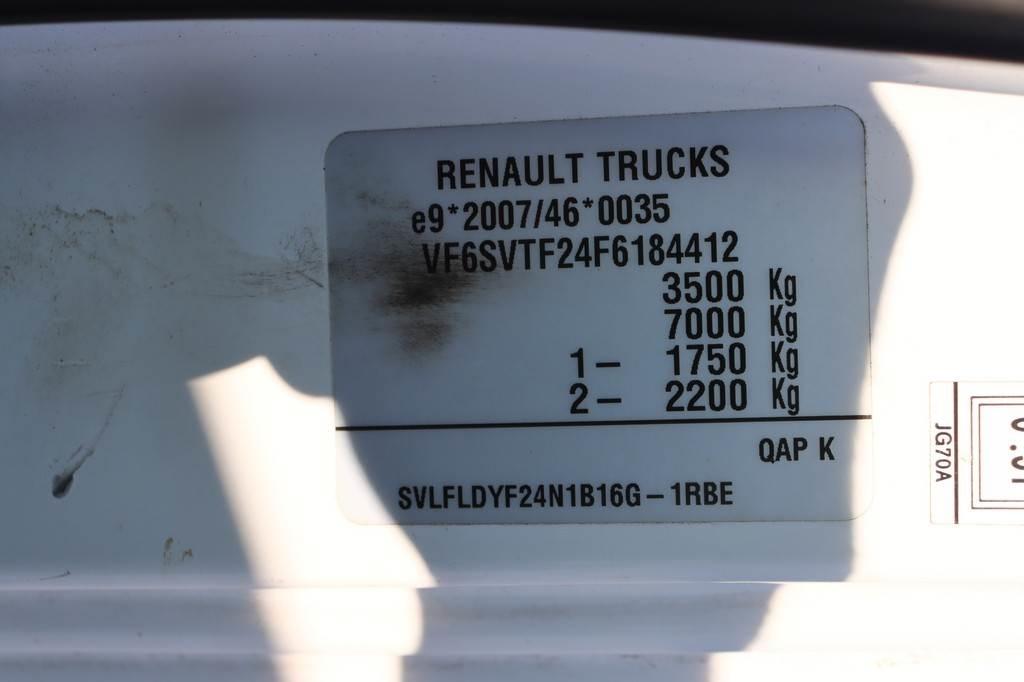 RENAULT TRUCKS
e9*2007/46*0035
VF6SVTF24F6184412
3500 Kg
7000 Kg
1– 1750 Kg
2– 2200 Kg
QAP K
SVLFLDYF24N1B16G–1RBE
JG70A